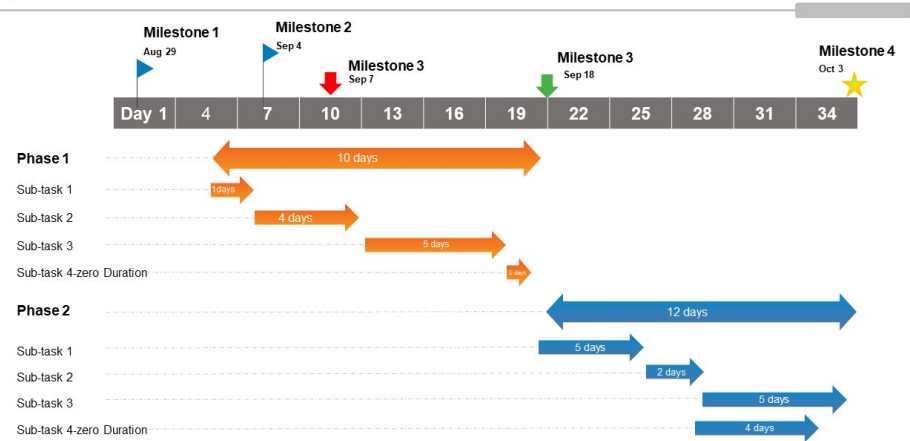 Milestone 1
Aug 29
Milestone 2
Sep 4
Milestone 3
Sep 7
Milestone 3
Sep 18
Milestone 4
Oct 3
Day 1 4 7 10 13 16 19 22 25 28 31 34
Phase 1 10 days
Sub-task 1 1days
Sub-task 2 4 days
Sub-task 3 5 days
Sub-task 4-zero Duration 0 days
Phase 2 12 days
Sub-task 1 5 days
Sub-task 2 2 days
Sub-task 3 5 days
Sub-task 4-zero Duration 4 days